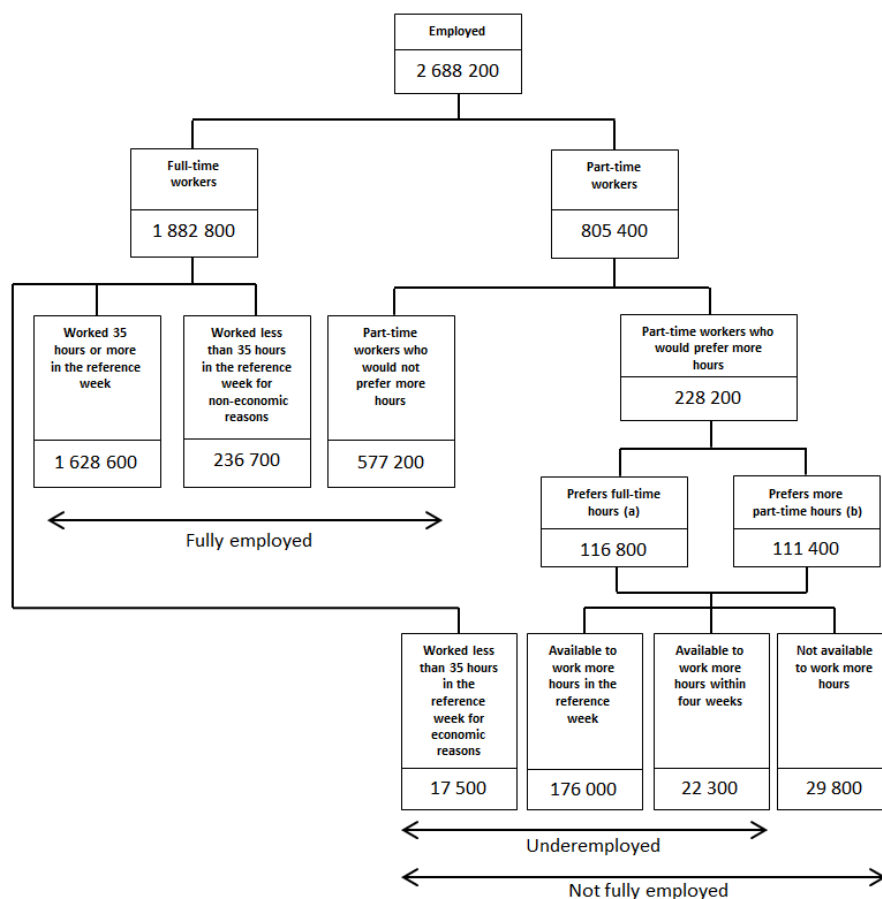 Employed
2 688 200
Full-time
workers
1 882 800
Part-time
workers
805 400
Worked 35
hours or more
in the reference
week
1 628 600
Worked less
than 35 hours
in the reference
week for
non-economic
reasons
236 700
Part-time
workers who
would not
prefer more
hours
577 200
Part-time workers who
would prefer more
hours
228 200
Fully employed
Prefers full-time
hours (a)
116 800
Prefers more
part-time hours (b)
111 400
Worked less
than 35 hours
in the
reference
week for
economic
reasons
17 500
Available to
work more
hours in the
reference
week
176 000
Available to
work more
hours within
four weeks
22 300
Not available
to work more
hours
29 800
Underemployed
Not fully employed